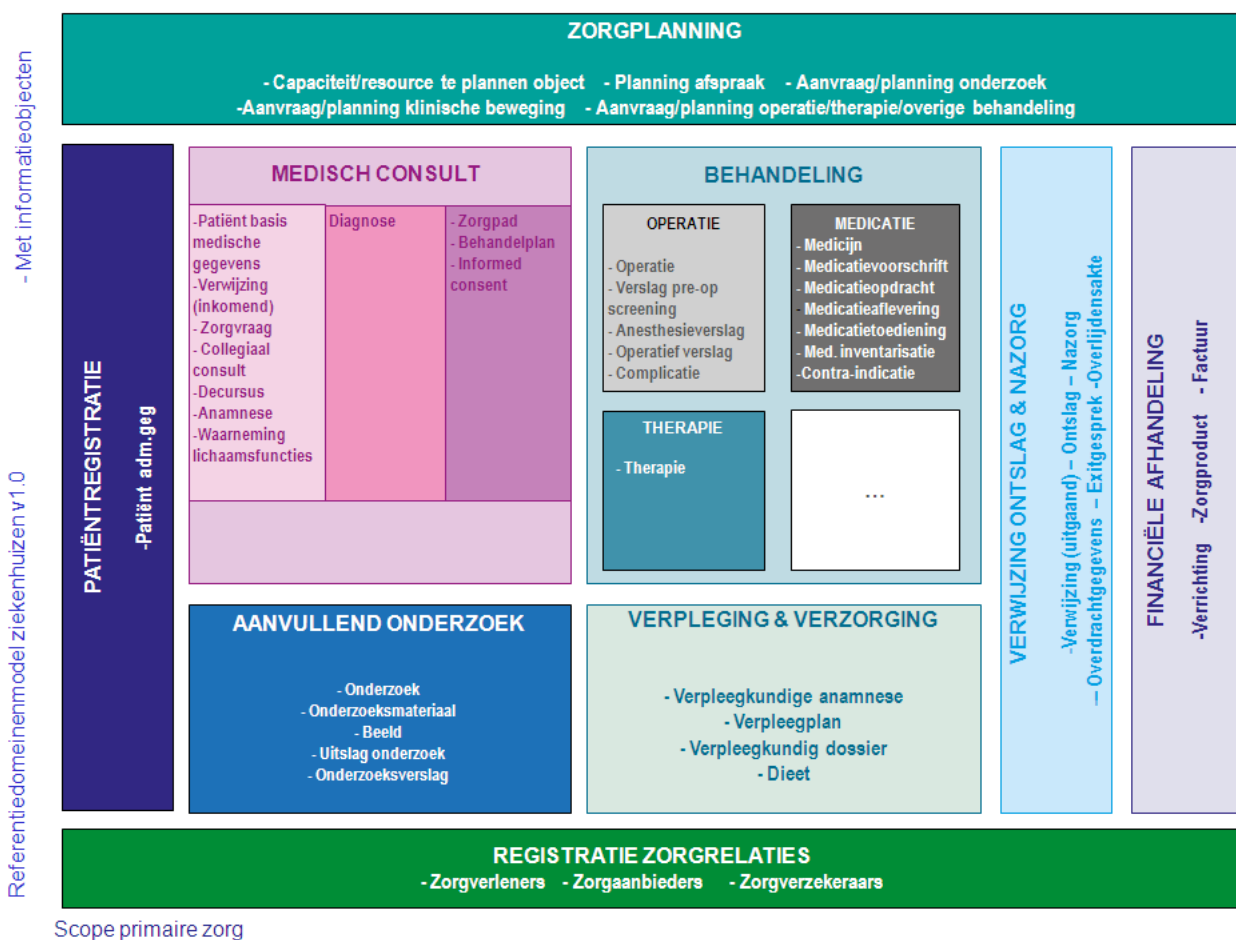 ZORGPLANNING
- Capaciteit/resource te plannen object - Planning afspraak - Aanvraag/planning onderzoek
-Aanvraag/planning klinische beweging - Aanvraag/planning operatie/therapie/overige behandeling
- Met informatieobjecten
Referentiedomeinenmodel ziekenhuizen v1.0
PATIËNTREGISTRATIE
-Patiënt adm.geg
MEDISCH CONSULT
-Patiënt basis
medische
gegevens
-Verwijzing
(inkomend)
- Zorgvraag
- Collegiaal
consult
-Decursus
-Anamnese
-Waarneming
lichaamsfuncties
Diagnose
- Zorgpad
- Behandelplan
- Informed
consent
BEHANDELING
OPERATIE
- Operatie
- Verslag pre-op
screening
- Anesthesieverslag
- Operatief verslag
- Complicatie
MEDICATIE
- Medicijn
- Medicatievoorschrift
- Medicatieopdracht
- Medicatieaflevering
- Medicatietoediening
- Med. inventarisatie
-Contra-indicatie
THERAPIE
- Therapie
...
AANVULLEND ONDERZOEK
- Onderzoek
- Onderzoeksmateriaal
- Beeld
- Uitslag onderzoek
- Onderzoeksverslag
VERPLEGING & VERZORGING
- Verpleegkundige anamnese
- Verpleegplan
- Verpleegkundig dossier
- Dieet
VERWIJZING ONTSLAG & NAZORG
-Verwijzing (uitgaand) – Ontslag – Nazorg
– Overdrachtgegevens – Exitgesprek -Overlijdensakte
FINANCIËLE AFHANDELING
-Verrichting -Zorgproduct - Factuur
REGISTRATIE ZORGRELATIES
- Zorgverleners - Zorgaanbieders - Zorgverzekeraars
Scope primaire zorg